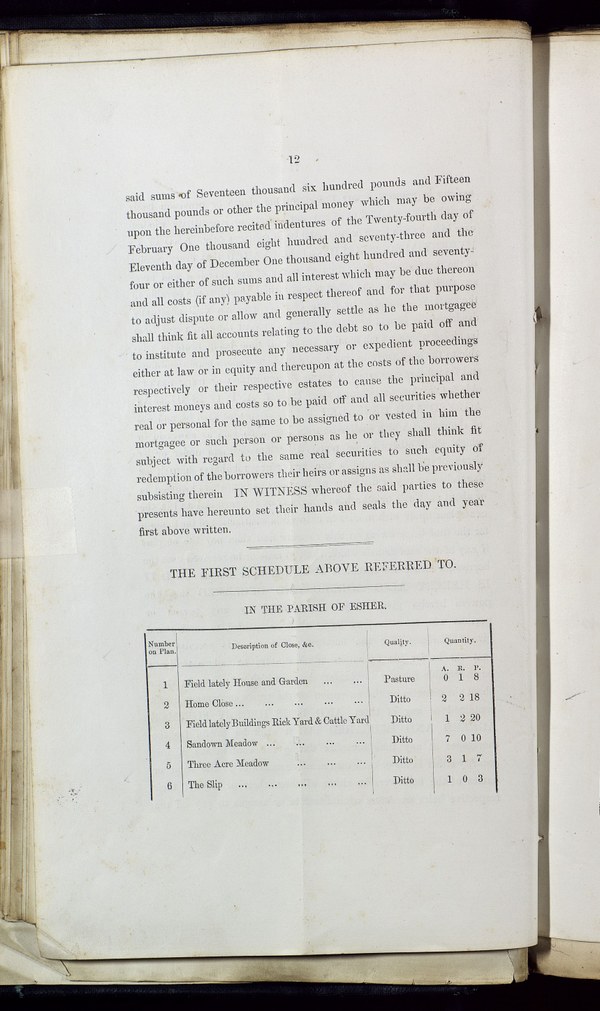 12
said sums of Seventeen thousand six hundred pounds and Fifteen
thousand pounds or other the principal money which may be owing
upon the hereinbefore recited indentures of the Twenty-fourth day of
February One thousand eight hundred and seventy-three and the
Eleventh day of December One thousand eight hundred and seventy-
four or either of such sums and all interest which may be due thereon
and all costs (if any) payable in respect thereof and for that purpose
to adjust dispute or allow and generally settle as he the mortgagee
shall think fit all accounts relating to the debt so to be paid off and
to institute and prosecute any necessary or expedient proceedings
either at law or in equity and thereupon at the costs of the borrowers
respectively or their respective estates to cause the principal and
interest moneys and costs so to be paid off and all securities whether
real or personal for the same to be assigned to or vested in him the
mortgagee or such person or persons as he or they shall think fit
subject with regard to the same real securities to such equity of
redemption of the borrowers their heirs or assigns as shall be previously
subsisting therein IN WITNESS whereof the said parties to these
presents have hereunto set their hands and seals the day and year
first above written.
THE FIRST SCHEDULE ABOVE REFERRED TO.
IN THE PARISH OF ESHER.
Number on Plan. Description of Close, &c. Quality. Quantity.
A. R. P.
1 Field lately House and Garden ... ... Pasture 0 1 8
2 Home Close ... ... ... ... ... Ditto 2 2 18
3 Field lately Buildings Rick Yard & Cattle Yard Ditto 1 2 20
4 Sandown Meadow ... ... ... ... Ditto 7 0 10
5 Three Acre Meadow ... ... ... Ditto 3 1 7
6 The Slip ... ... ... ... ... Ditto 1 0 3